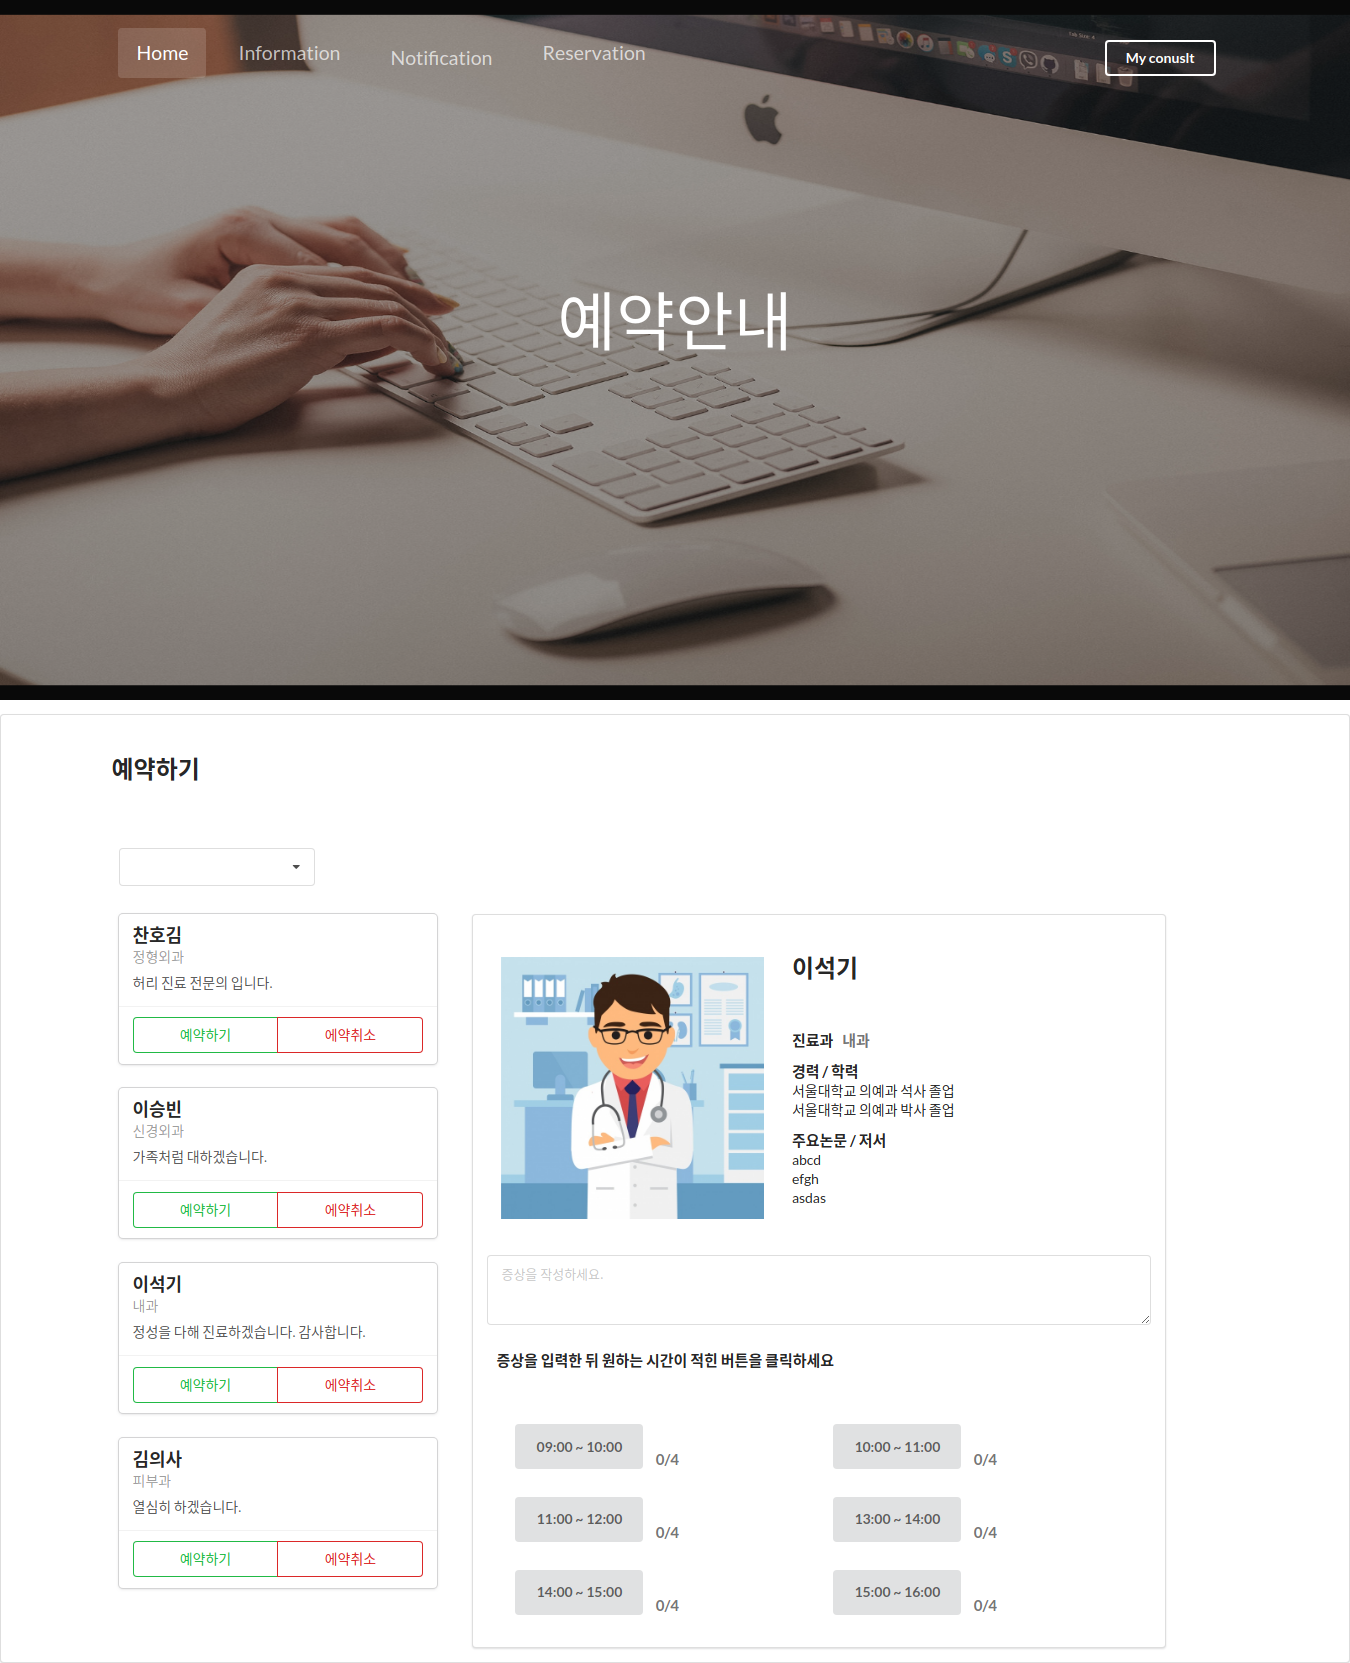 Home
Information
Notification
Reservation
My conuslt
예약안내
예약하기
찬호김
정형외과
허리 진료 전문의 입니다.
예약하기
에약취소
이승빈
신경외과
가족처럼 대하겠습니다.
예약하기
에약취소
이석기
내과
정성을 다해 진료하겠습니다. 감사합니다.
예약하기
에약취소
김의사
피부과
열심히 하겠습니다.
예약하기
에약취소
이석기
진료과 내과
경력 / 학력
서울대학교 의예과 석사 졸업
서울대학교 의예과 박사 졸업
주요논문 / 저서
abcd
efgh
asdas
증상을 작성하세요.
증상을 입력한 뒤 원하는 시간이 적힌 버튼을 클릭하세요
09:00 ~ 10:00 0/4
10:00 ~ 11:00 0/4
11:00 ~ 12:00 0/4
13:00 ~ 14:00 0/4
14:00 ~ 15:00 0/4
15:00 ~ 16:00 0/4